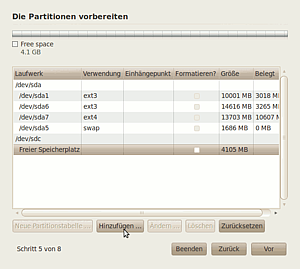 Die Partitionen vorbereiten
Free space
4.1 GB
Laufwerk Verwendung Einhängepunkt Formatieren? Größe Belegt
/dev/sda
/dev/sda1 ext3 10001 MB 3018 M
/dev/sda6 ext3 14616 MB 3265 M
/dev/sda7 ext4 13703 MB 10607 M
/dev/sda5 swap 1686 MB 0 MB
/dev/sdc
Freier Speicherplatz 4105 MB
Neue Partitionstabelle ... Hinzufügen ... Ändern ... Löschen Zurücksetzen
Schritt 5 von 8 Beenden Zurück Vor